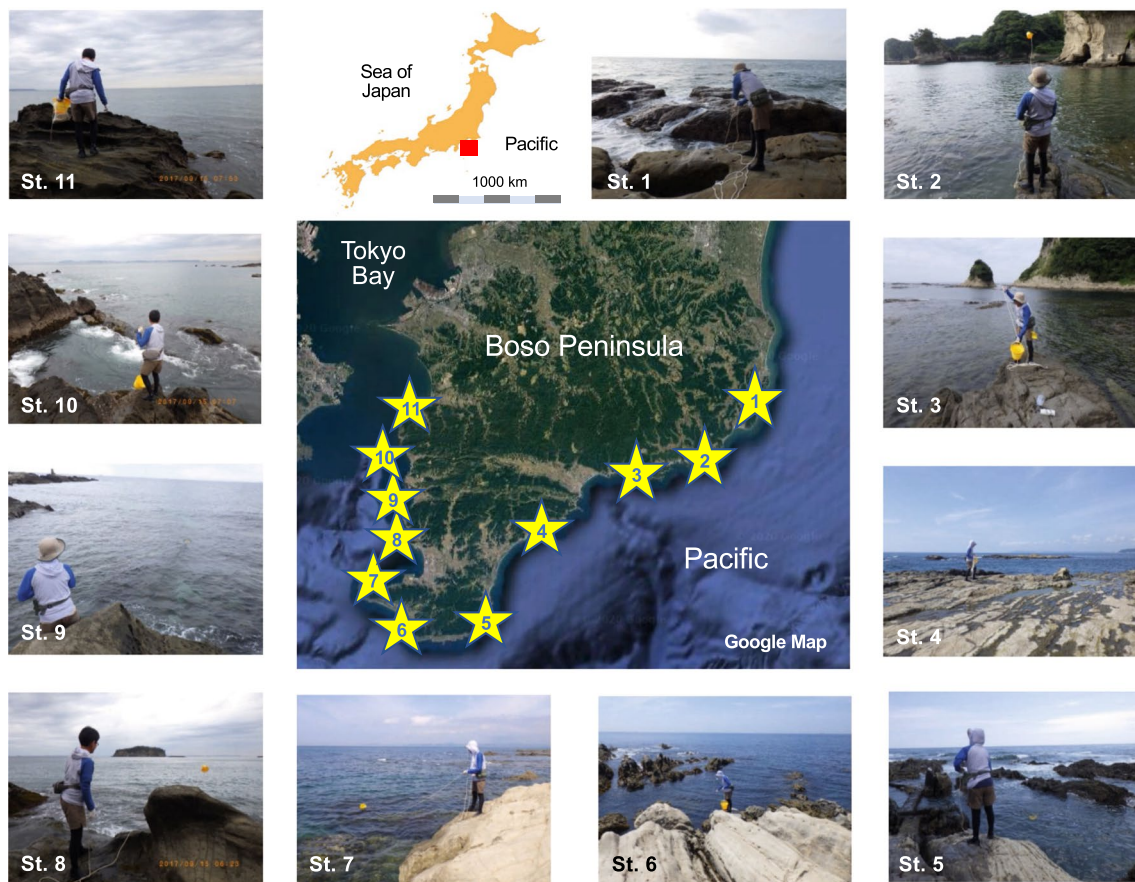 St. 11
Sea of
Japan
Pacific
1000 km
St. 1
St. 2
St. 10
Tokyo
Bay
Boso Peninsula
1
2
3
4
5
6
7
8
9
10
11
Pacific
Google Map
St. 3
St. 9
St. 4
St. 8
St. 7
St. 6
St. 5